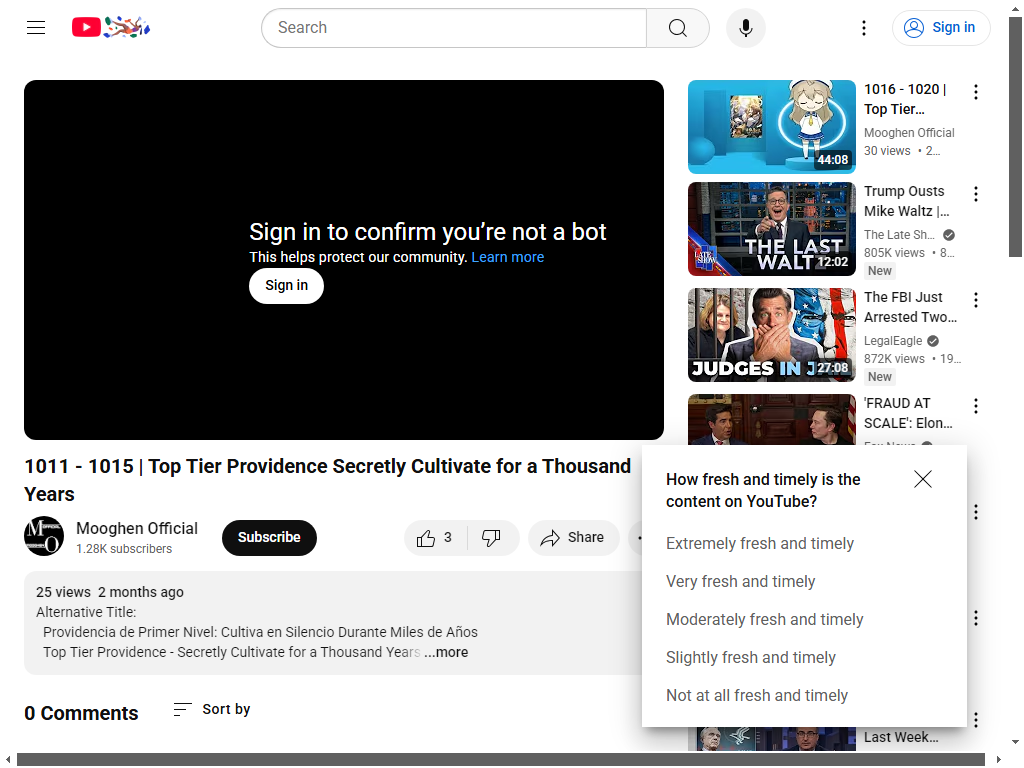 Search
Sign in
Sign in to confirm you're not a bot
This helps protect our community. Learn more
Sign in
1011 - 1015 | Top Tier Providence Secretly Cultivate for a Thousand
Years
Mooghen Official
1.28K subscribers
Subscribe
3
Share
25 views 2 months ago
Alternative Title:
Providencia de Primer Nivel: Cultiva en Silencio Durante Miles de Años
Top Tier Providence - Secretly Cultivate for a Thousand Years ...more
0 Comments
Sort by
44:08
1016 - 1020 |
Top Tier…
Mooghen Official
30 views • 2…
LATE SHOW
THE LAST
WALTZ
12:02
Trump Ousts
Mike Waltz |…
The Late Sh…
805K views • 8…
New
JUDGES IN JAIL
27:08
The FBI Just
Arrested Two…
LegalEagle
872K views • 19…
New
'FRAUD AT
SCALE': Elon…
How fresh and timely is the
content on YouTube?
Extremely fresh and timely
Very fresh and timely
Moderately fresh and timely
Slightly fresh and timely
Not at all fresh and timely
Last Week…